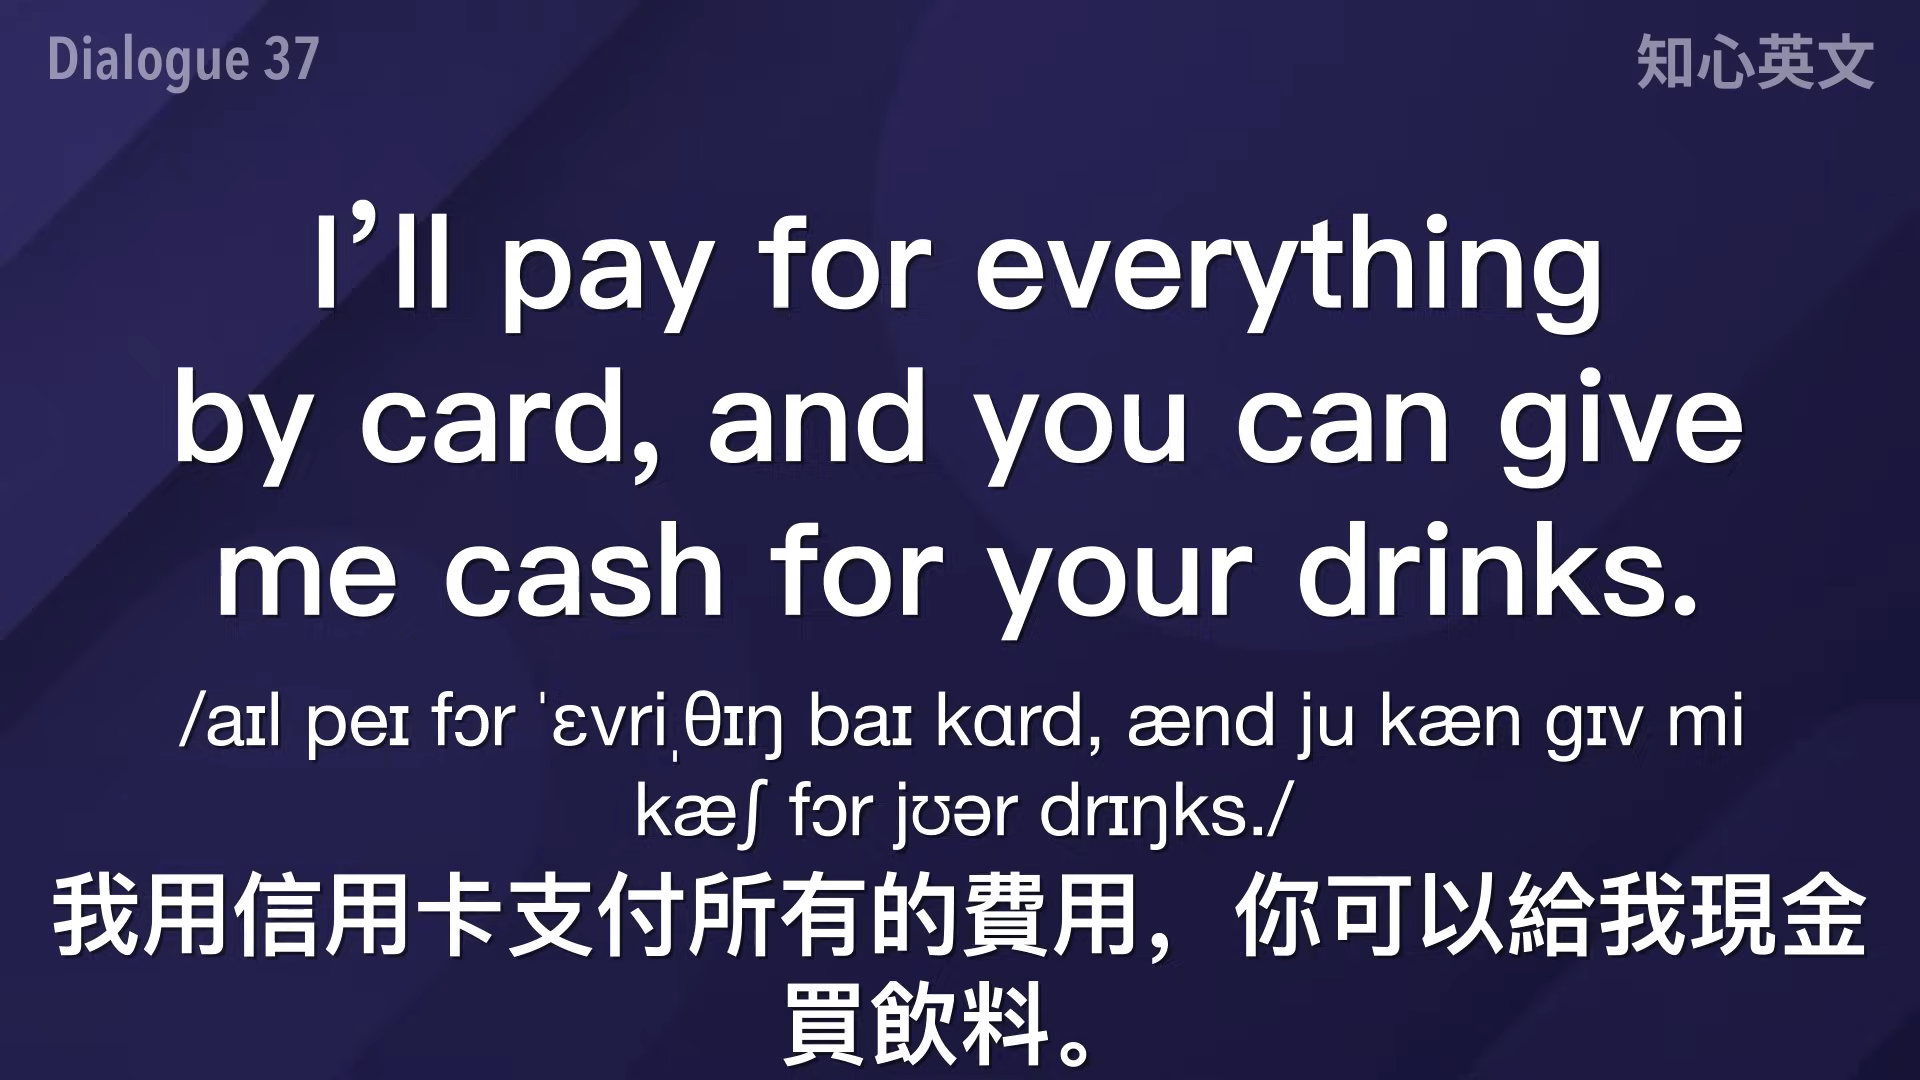 Dialogue 37
知心英文
I’ll pay for everything
by card, and you can give
me cash for your drinks.
/aɪl peɪ fɔr ˈɛvriˌθɪŋ baɪ kɑrd, ænd ju kæn gɪv mi
kæʃ fɔr jʊər drɪŋks./
我用信用卡支付所有的費用，你可以給我現金
買飲料。